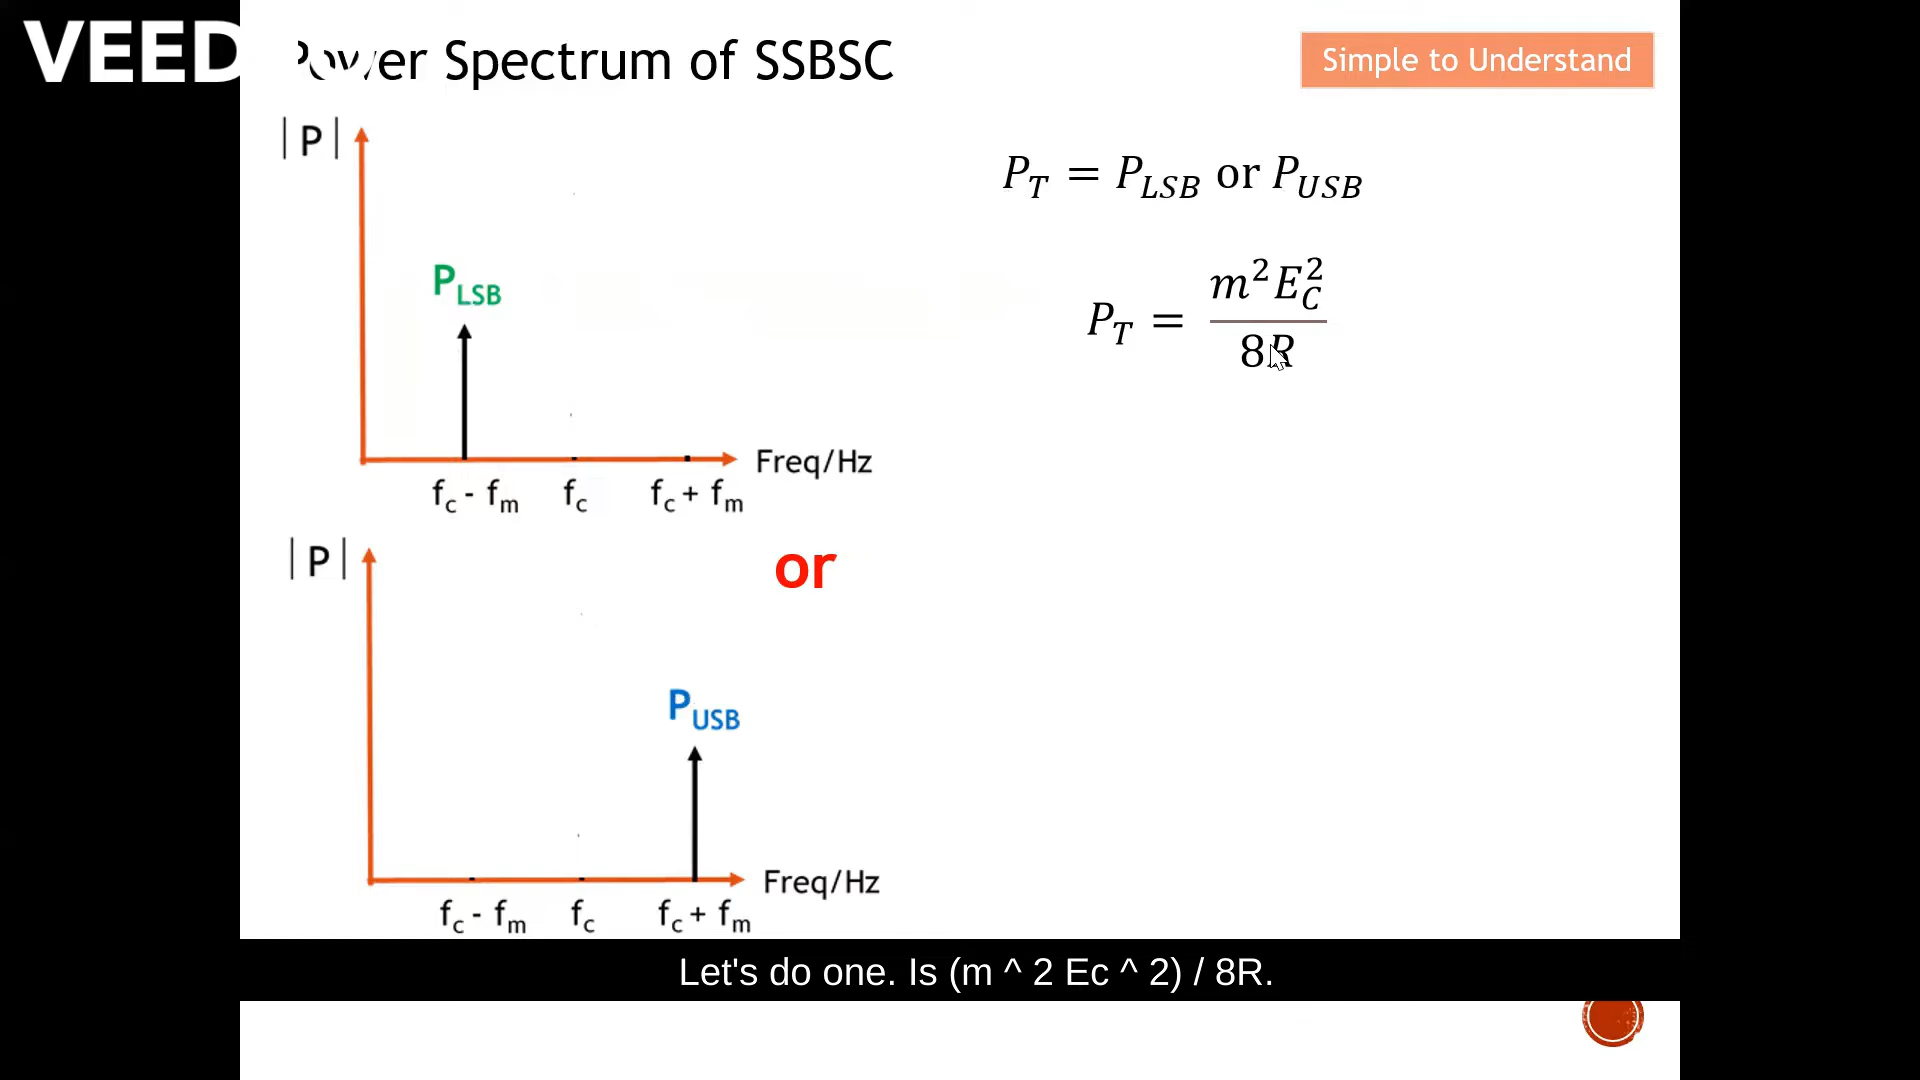 VEED
Power Spectrum of SSBSC
Simple to Understand
|P|
P_T = P_LSB or P_USB
P_LSB
P_T = m²E_C² / 8R
Freq/Hz
f_c - f_m f_c f_c + f_m
|P|
or
P_USB
Freq/Hz
f_c - f_m f_c f_c + f_m
Let's do one. Is (m ^ 2 Ec ^ 2) / 8R.